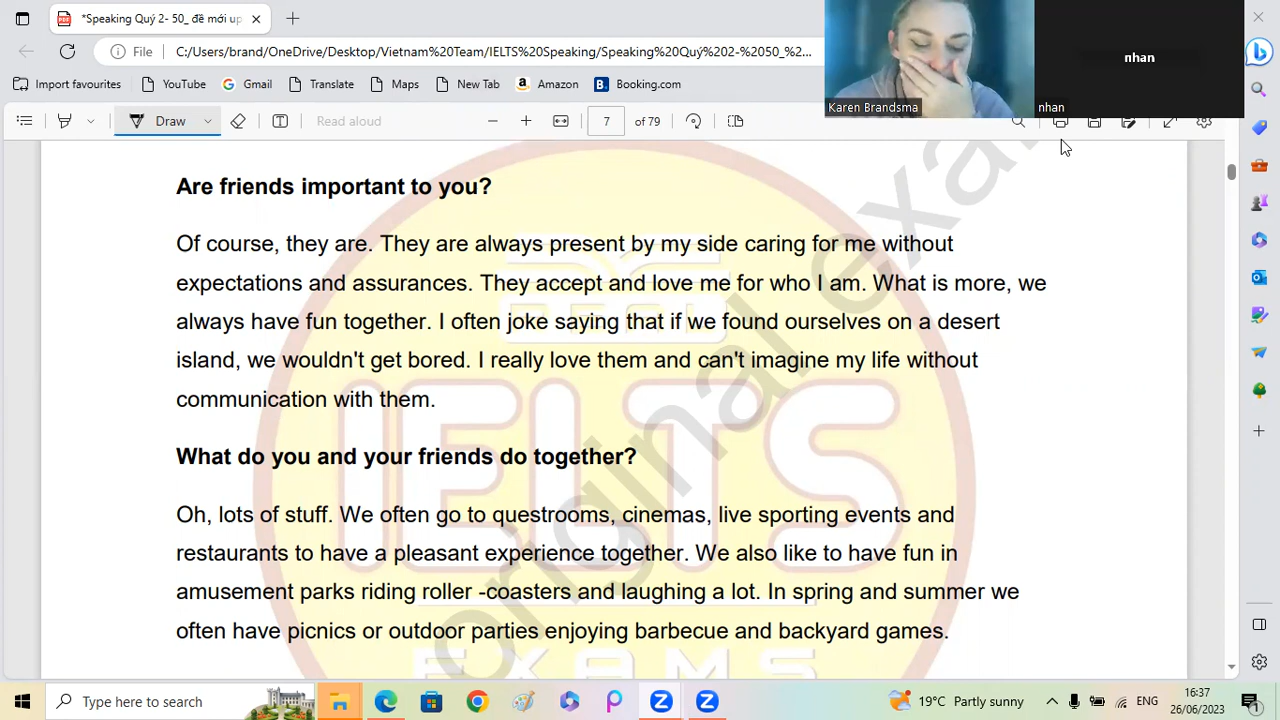 *Speaking Quý 2- 50_ đề mới up
File
C:/Users/brand/OneDrive/Desktop/Vietnam%20Team/IELTS%20Speaking/Speaking%20Quý%202-%2050_%2...
Import favourites YouTube Gmail Translate Maps New Tab Amazon Booking.com
Karen Brandsma
nhan
nhan
Draw Read aloud 7 of 79
Are friends important to you?
Of course, they are. They are always present by my side caring for me without
expectations and assurances. They accept and love me for who I am. What is more, we
always have fun together. I often joke saying that if we found ourselves on a desert
island, we wouldn't get bored. I really love them and can't imagine my life without
communication with them.
What do you and your friends do together?
Oh, lots of stuff. We often go to questrooms, cinemas, live sporting events and
restaurants to have a pleasant experience together. We also like to have fun in
amusement parks riding roller -coasters and laughing a lot. In spring and summer we
often have picnics or outdoor parties enjoying barbecue and backyard games.
IELTS
EXAMS
original exa
Type here to search
19°C Partly sunny
ENG
16:37
26/06/2023